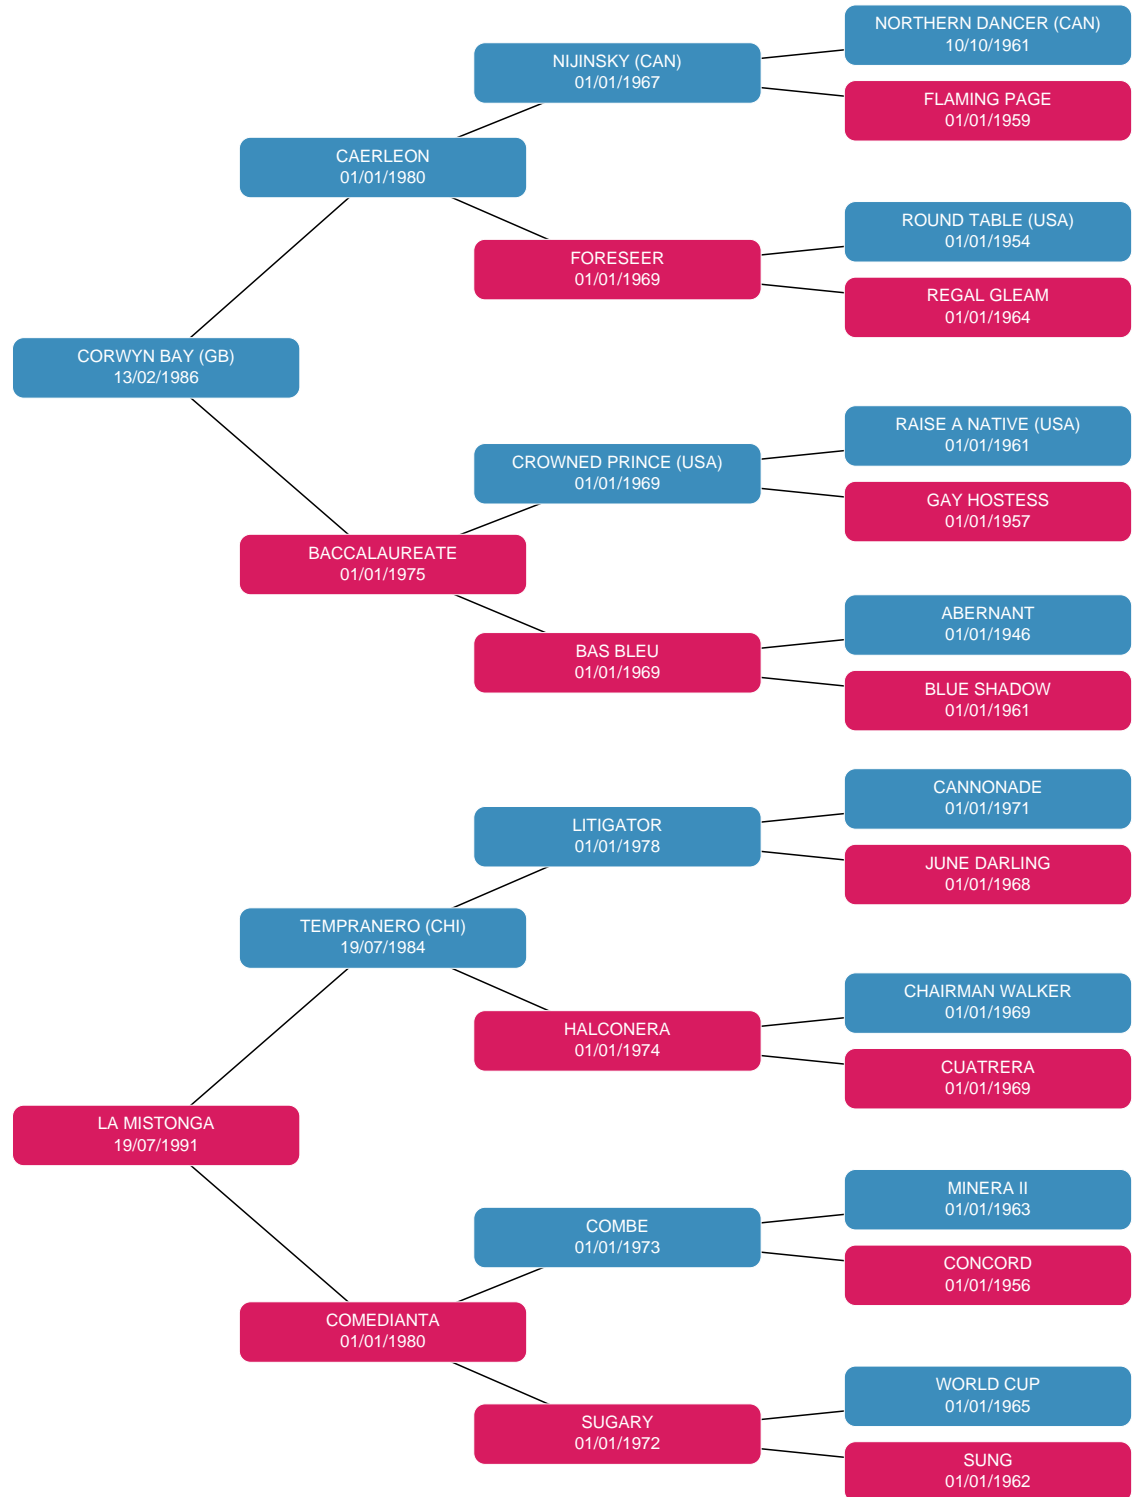 NORTHERN DANCER (CAN)
10/10/1961
NIJINSKY (CAN)
01/01/1967
FLAMING PAGE
01/01/1959
CAERLEON
01/01/1980
ROUND TABLE (USA)
01/01/1954
FORESEER
01/01/1969
REGAL GLEAM
01/01/1964
CORWYN BAY (GB)
13/02/1986
RAISE A NATIVE (USA)
01/01/1961
CROWNED PRINCE (USA)
01/01/1969
GAY HOSTESS
01/01/1957
BACCALAUREATE
01/01/1975
ABERNANT
01/01/1946
BAS BLEU
01/01/1969
BLUE SHADOW
01/01/1961
CANNONADE
01/01/1971
LITIGATOR
01/01/1978
JUNE DARLING
01/01/1968
TEMPRANERO (CHI)
19/07/1984
CHAIRMAN WALKER
01/01/1969
HALCONERA
01/01/1974
CUATRERA
01/01/1969
LA MISTONGA
19/07/1991
MINERA II
01/01/1963
COMBE
01/01/1973
CONCORD
01/01/1956
COMEDIANTA
01/01/1980
WORLD CUP
01/01/1965
SUGARY
01/01/1972
SUNG
01/01/1962